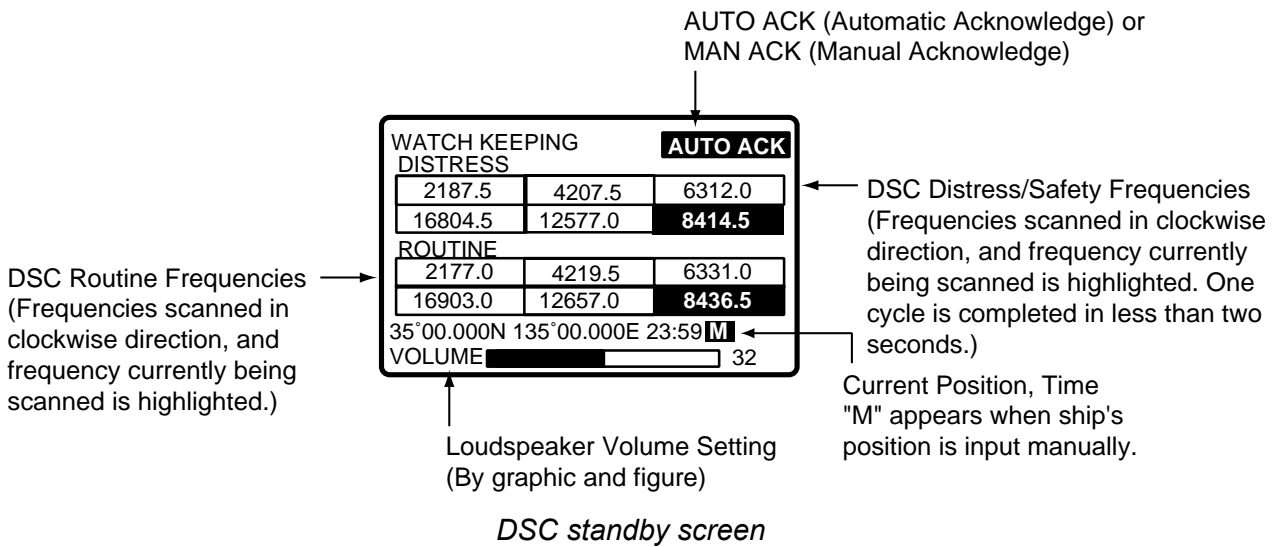 AUTO ACK (Automatic Acknowledge) or
MAN ACK (Manual Acknowledge)
WATCH KEEPING
AUTO ACK
DISTRESS
2187.5 4207.5 6312.0
16804.5 12577.0 8414.5
ROUTINE
2177.0 4219.5 6331.0
16903.0 12657.0 8436.5
35°00.000N 135°00.000E 23:59 M
VOLUME 32
DSC Distress/Safety Frequencies
(Frequencies scanned in clockwise
direction, and frequency currently
being scanned is highlighted. One
cycle is completed in less than two
seconds.)
DSC Routine Frequencies
(Frequencies scanned in
clockwise direction, and
frequency currently being
scanned is highlighted.)
Current Position, Time
"M" appears when ship's
position is input manually.
Loudspeaker Volume Setting
(By graphic and figure)
DSC standby screen